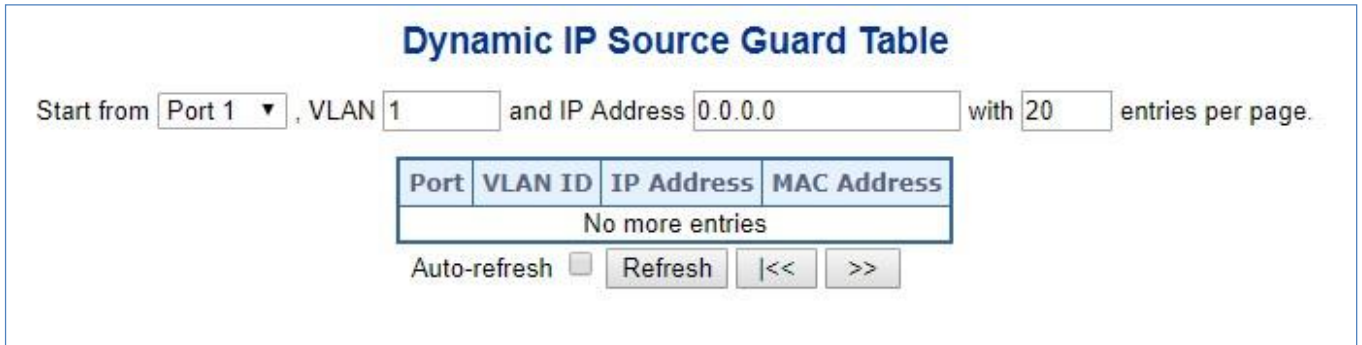 Dynamic IP Source Guard Table
Start from Port 1 ▼ , VLAN 1 and IP Address 0.0.0.0 with 20 entries per page.
Port VLAN ID IP Address MAC Address
No more entries
Auto-refresh Refresh |<< >>